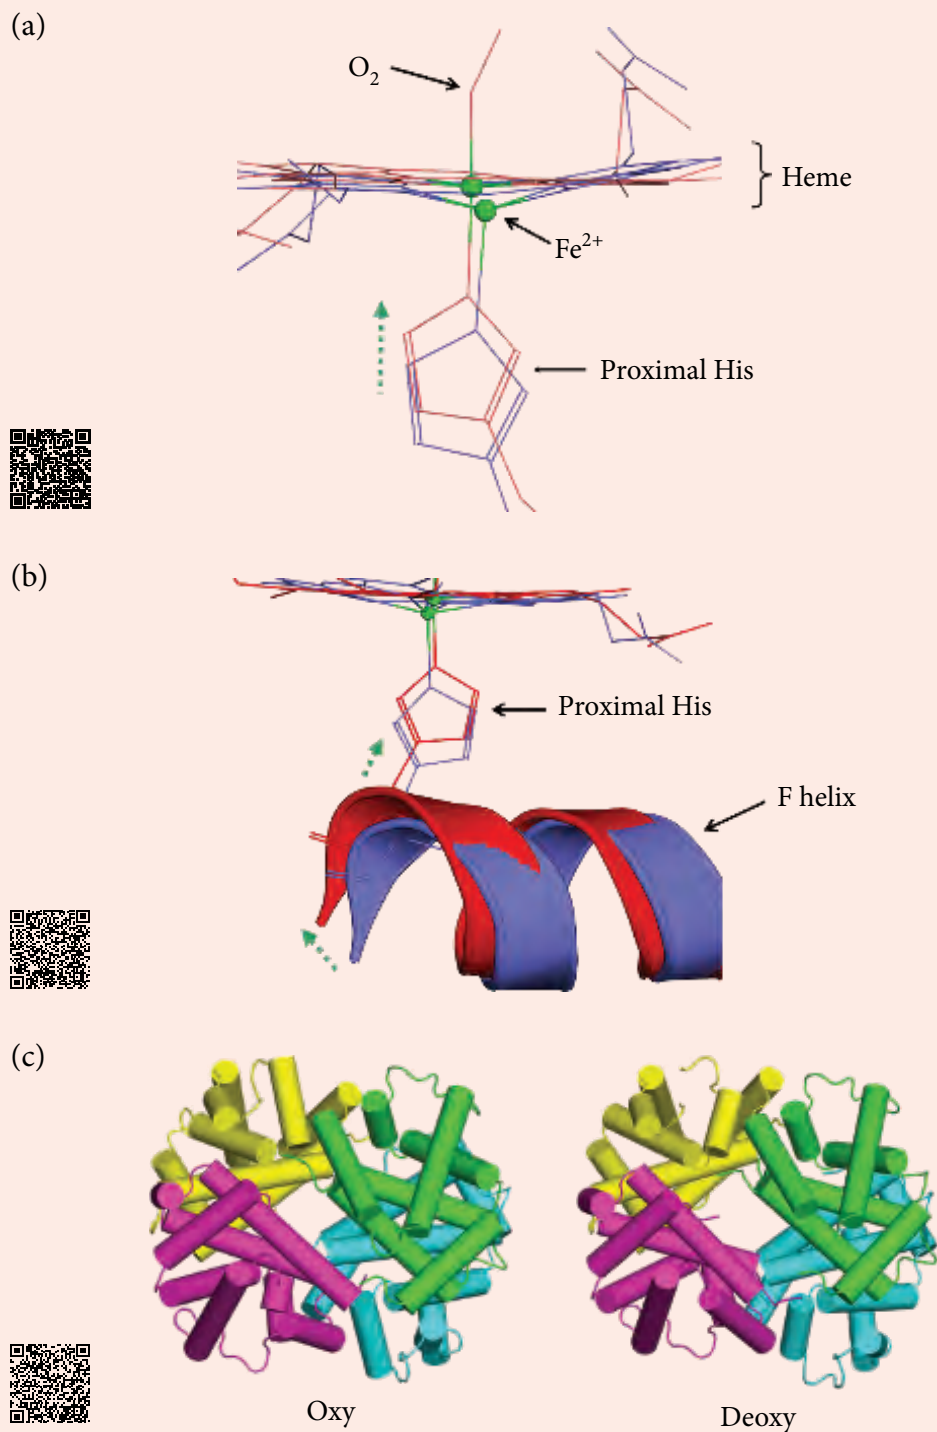 (a)
O₂
Heme
Fe²⁺
Proximal His
(b)
Proximal His
F helix
(c)
Oxy
Deoxy